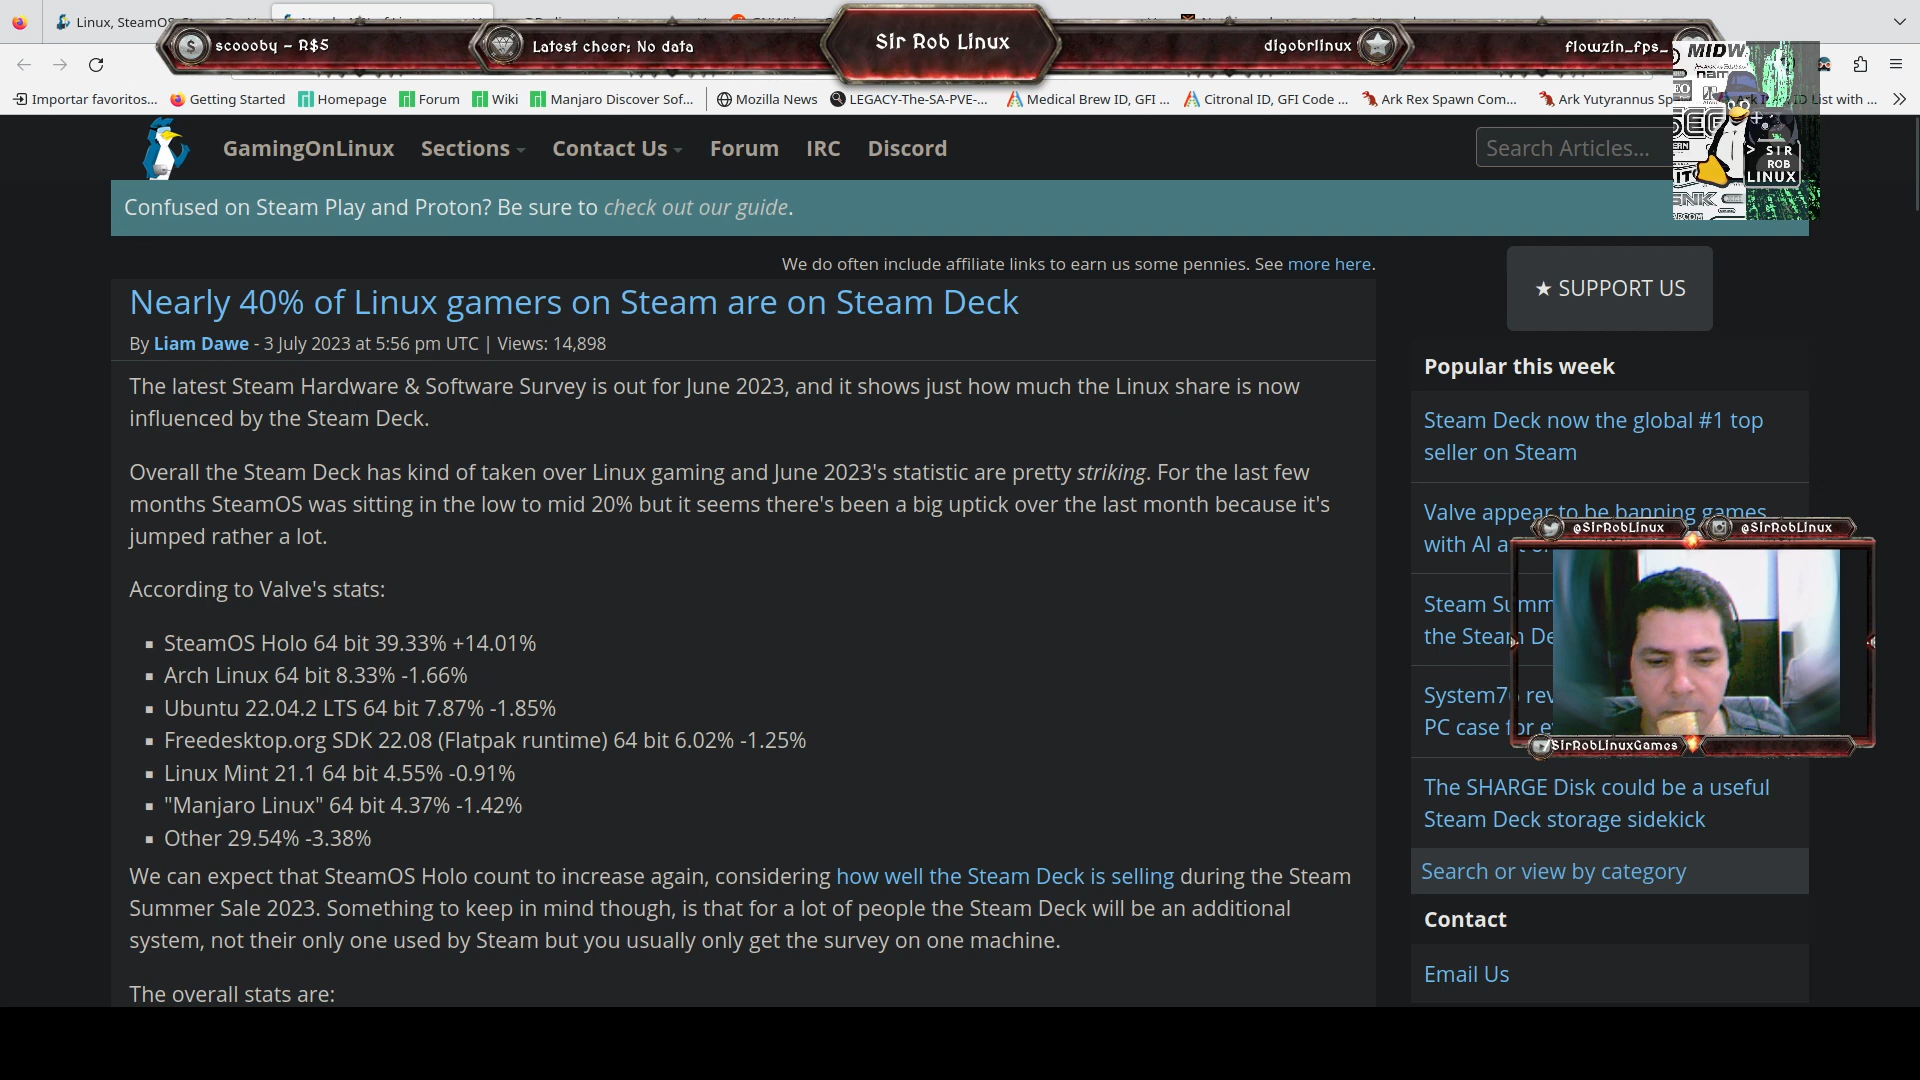 Linux, SteamOS
scoooby - R$5
Latest cheer: No data
Sir Rob Linux
digobrlinux
flowzin_fps_
Importar favoritos...
Getting Started
Homepage
Forum
Wiki
Manjaro Discover Sof...
Mozilla News
LEGACY-The-SA-PVE-...
Medical Brew ID, GFI ...
Citronal ID, GFI Code ...
Ark Rex Spawn Com...
Ark Yutyrannus Sp
ID List with ...
MIDW
> SIR
ROB
LINUX
GamingOnLinux
Sections
Contact Us
Forum
IRC
Discord
Search Articles...
Confused on Steam Play and Proton? Be sure to check out our guide.
We do often include affiliate links to earn us some pennies. See more here.
★ SUPPORT US
Nearly 40% of Linux gamers on Steam are on Steam Deck
By Liam Dawe - 3 July 2023 at 5:56 pm UTC | Views: 14,898
The latest Steam Hardware & Software Survey is out for June 2023, and it shows just how much the Linux share is now
influenced by the Steam Deck.
Overall the Steam Deck has kind of taken over Linux gaming and June 2023's statistic are pretty striking. For the last few
months SteamOS was sitting in the low to mid 20% but it seems there's been a big uptick over the last month because it's
jumped rather a lot.
According to Valve's stats:
▪ SteamOS Holo 64 bit 39.33% +14.01%
▪ Arch Linux 64 bit 8.33% -1.66%
▪ Ubuntu 22.04.2 LTS 64 bit 7.87% -1.85%
▪ Freedesktop.org SDK 22.08 (Flatpak runtime) 64 bit 6.02% -1.25%
▪ Linux Mint 21.1 64 bit 4.55% -0.91%
▪ "Manjaro Linux" 64 bit 4.37% -1.42%
▪ Other 29.54% -3.38%
We can expect that SteamOS Holo count to increase again, considering how well the Steam Deck is selling during the Steam
Summer Sale 2023. Something to keep in mind though, is that for a lot of people the Steam Deck will be an additional
system, not their only one used by Steam but you usually only get the survey on one machine.
The overall stats are:
Popular this week
Steam Deck now the global #1 top
seller on Steam
Valve appear to be banning games
with AI
@SirRobLinux
@SirRobLinux
Steam Summ
the Steam De
System7 rev
PC case for e
SirRobLinuxGames
The SHARGE Disk could be a useful
Steam Deck storage sidekick
Search or view by category
Contact
Email Us